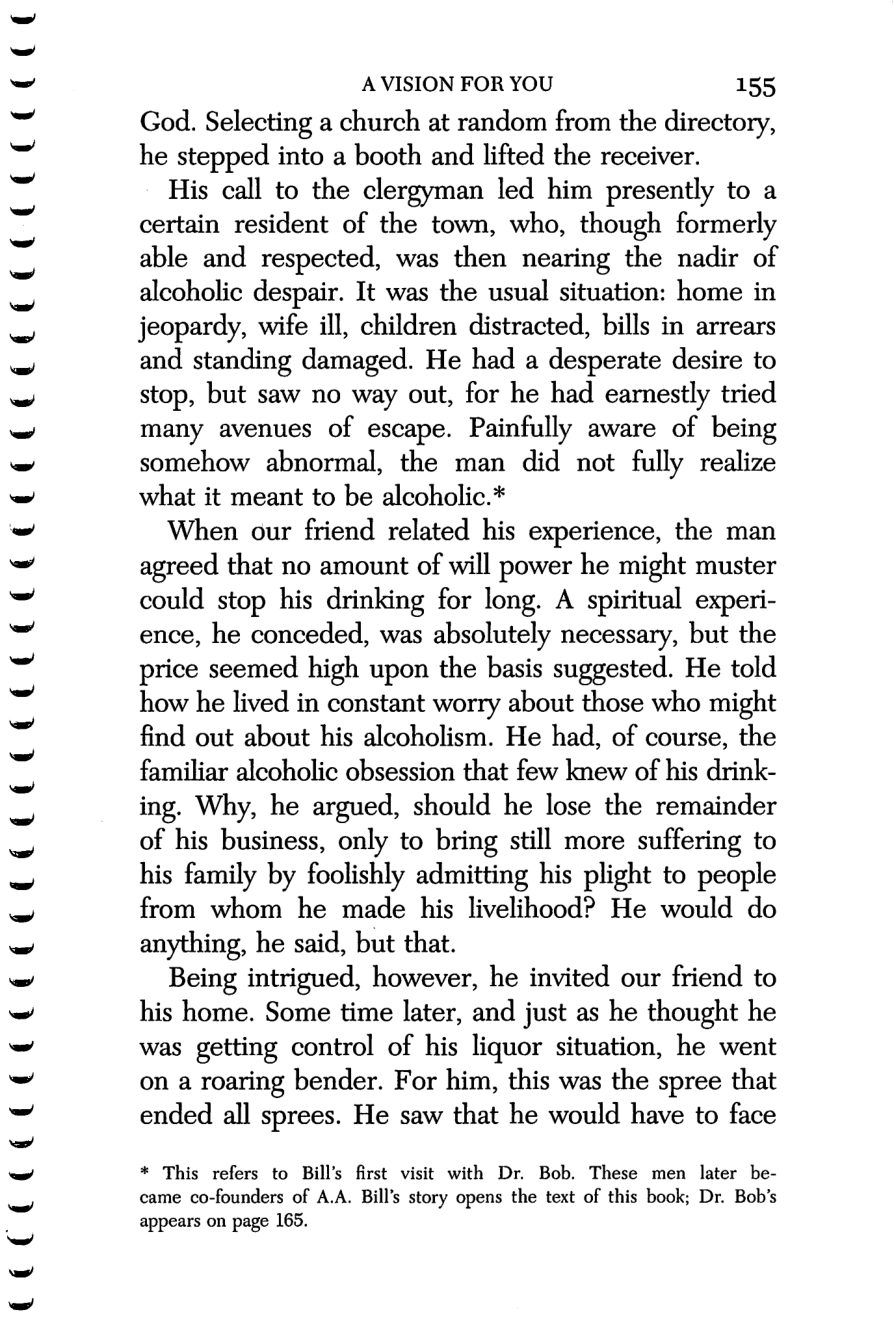 A VISION FOR YOU 155
God. Selecting a church at random from the directory,
he stepped into a booth and lifted the receiver.
His call to the clergyman led him presently to a
certain resident of the town, who, though formerly
able and respected, was then nearing the nadir of
alcoholic despair. It was the usual situation: home in
jeopardy, wife ill, children distracted, bills in arrears
and standing damaged. He had a desperate desire to
stop, but saw no way out, for he had earnestly tried
many avenues of escape. Painfully aware of being
somehow abnormal, the man did not fully realize
what it meant to be alcoholic.*
When our friend related his experience, the man
agreed that no amount of will power he might muster
could stop his drinking for long. A spiritual experi-
ence, he conceded, was absolutely necessary, but the
price seemed high upon the basis suggested. He told
how he lived in constant worry about those who might
find out about his alcoholism. He had, of course, the
familiar alcoholic obsession that few knew of his drink-
ing. Why, he argued, should he lose the remainder
of his business, only to bring still more suffering to
his family by foolishly admitting his plight to people
from whom he made his livelihood? He would do
anything, he said, but that.
Being intrigued, however, he invited our friend to
his home. Some time later, and just as he thought he
was getting control of his liquor situation, he went
on a roaring bender. For him, this was the spree that
ended all sprees. He saw that he would have to face
* This refers to Bill's first visit with Dr. Bob. These men later be-
came co-founders of A.A. Bill's story opens the text of this book; Dr. Bob's
appears on page 165.